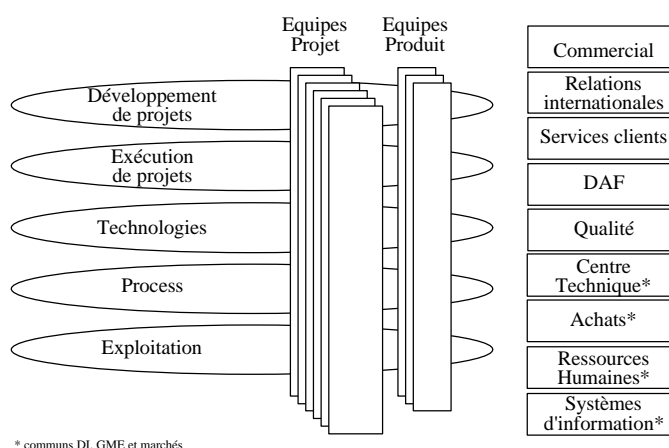 Equipes
Projet
Equipes
Produit
Développement
de projets
Exécution
de projets
Technologies
Process
Exploitation
Commercial
Relations
internationales
Services clients
DAF
Qualité
Centre
Technique*
Achats*
Ressources
Humaines*
Systèmes
d'information*
* communs DI, GME et marchés